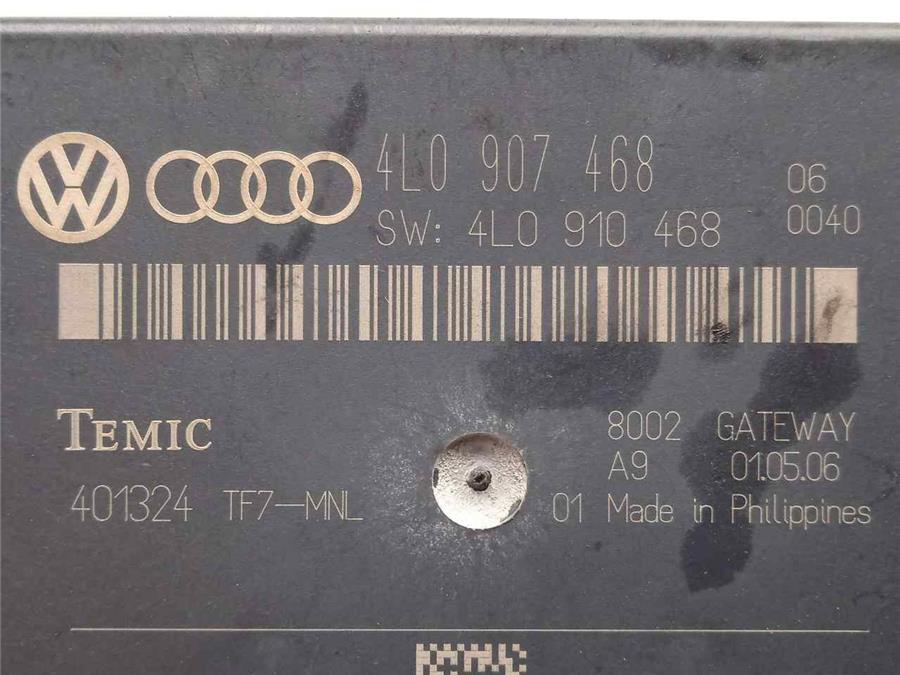 4L0 907 468
06
SW: 4L0 910 468
0040
TEMIC
8002 GATEWAY
A9 01.05.06
401324 TF7-MNL
01 Made in Philippines